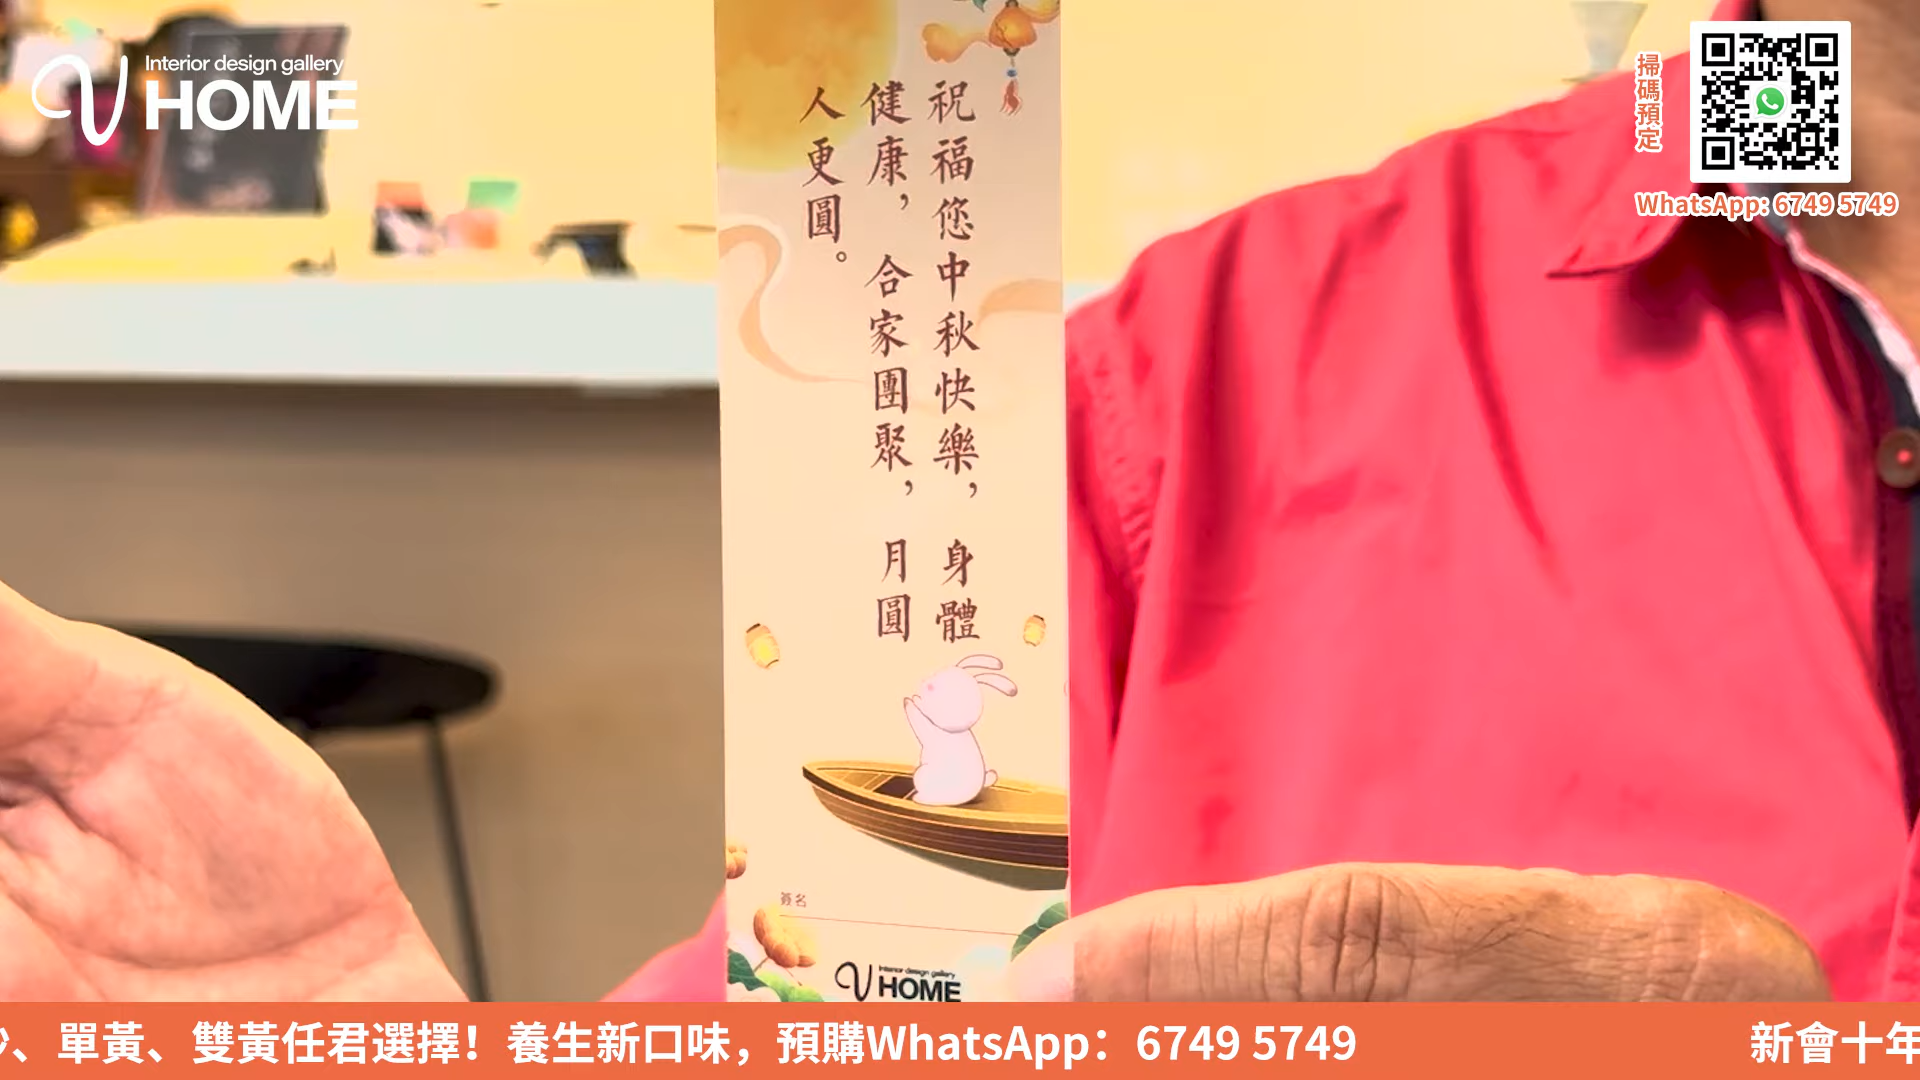 Interior design gallery
V HOME
掃碼預定
WhatsApp: 6749 5749
祝福您中秋快樂，身體
健康，合家團聚，月圓
人更圓。
簽名
Interior design gallery
V HOME
、單黃、雙黃任君選擇！養生新口味，預購WhatsApp：6749 5749
新會十年